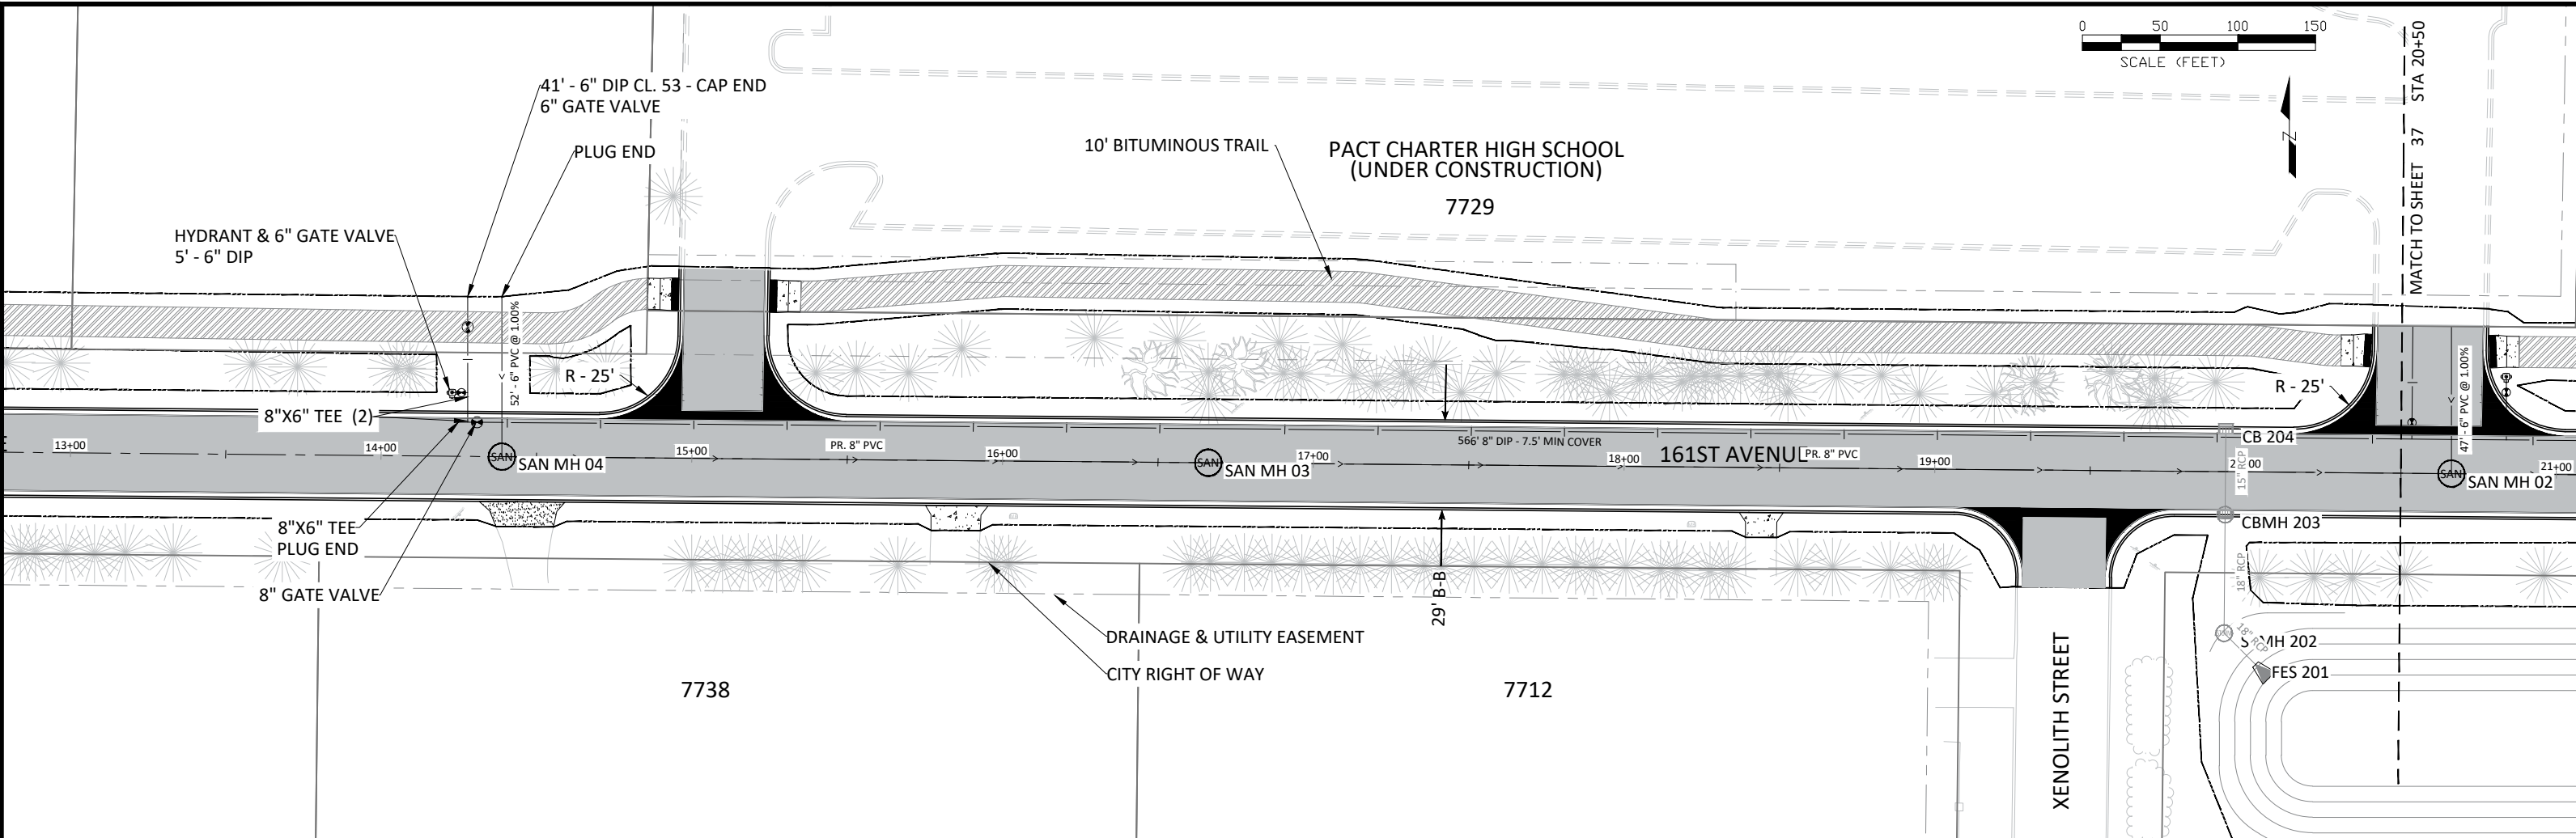 0 50 100 150
SCALE (FEET)
MATCH TO SHEET 37 STA 20+50
N
41' - 6" DIP CL. 53 - CAP END
6" GATE VALVE
PLUG END
10' BITUMINOUS TRAIL
PACT CHARTER HIGH SCHOOL
(UNDER CONSTRUCTION)
7729
HYDRANT & 6" GATE VALVE
5' - 6" DIP
52' - 6" PVC @ 1.00%
R - 25'
47' - 6" PVC @ 1.00%
R - 25'
8"X6" TEE (2)
13+00
14+00
15+00
PR. 8" PVC
16+00
17+00
566' 8" DIP - 7.5' MIN COVER
18+00
161ST AVENUE
PR. 8" PVC
19+00
CB 204
15" RCP
21+00
SAN
SAN MH 04
SAN
SAN MH 03
SAN
SAN MH 02
8"X6" TEE
PLUG END
8" GATE VALVE
CBMH 203
18" RCP
29' B-B
DRAINAGE & UTILITY EASEMENT
CITY RIGHT OF WAY
18" RCP
MH 202
FES 201
7738
7712
XENOLITH STREET